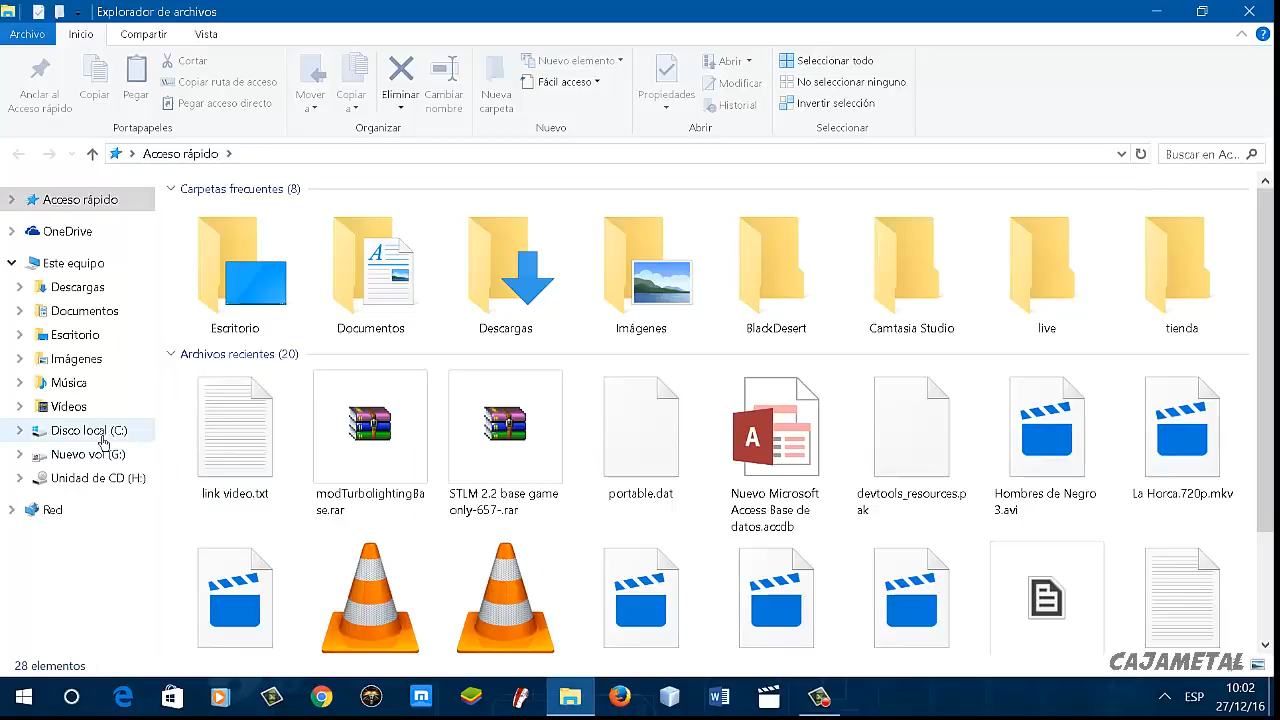 Explorador de archivos
Archivo Inicio Compartir Vista
Anclar al Acceso rápido
Copiar
Pegar
Cortar
Copiar ruta de acceso
Pegar acceso directo
Portapapeles
Mover a
Copiar a
Eliminar
Cambiar nombre
Organizar
Nueva carpeta
Nuevo elemento
Fácil acceso
Nuevo
Propiedades
Abrir
Modificar
Historial
Abrir
Seleccionar todo
No seleccionar ninguno
Invertir selección
Seleccionar
Acceso rápido
Buscar en Ac...
Acceso rápido
OneDrive
Este equipo
Descargas
Documentos
Escritorio
Imágenes
Música
Vídeos
Disco local (C:)
Nuevo vol (G:)
Unidad de CD (H:)
Red
Carpetas frecuentes (8)
Escritorio
Documentos
Descargas
Imágenes
BlackDesert
Camtasia Studio
live
tienda
Archivos recientes (20)
link video.txt
modTurbolightingBa
se.rar
STLM 2.2 base game
only-657-.rar
portable.dat
Nuevo Microsoft
Access Base de
datos.accdb
devtools_resources.p
ak
Hombres de Negro
3.avi
La Horca.720p.mkv
28 elementos
CAJAMETAL
ESP
10:02
27/12/16